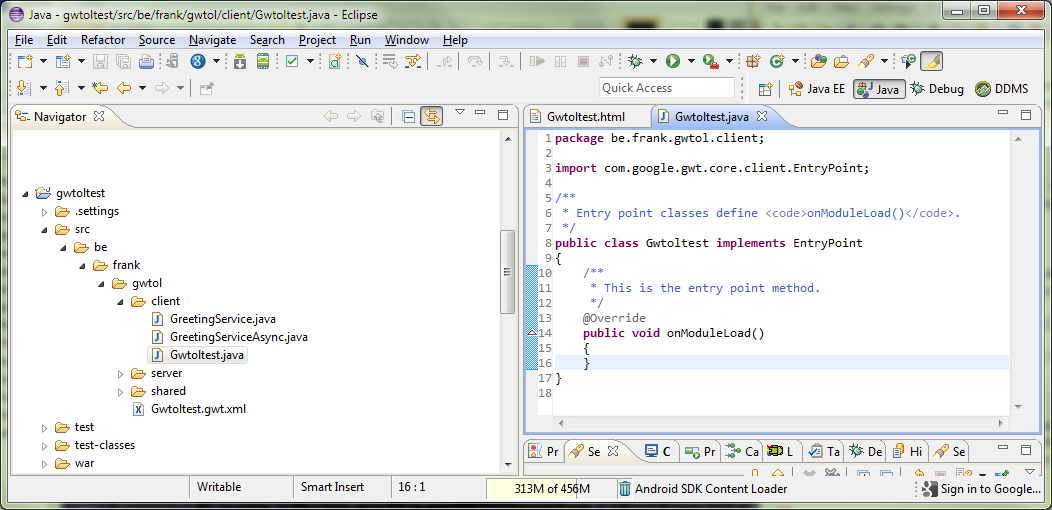 Java - gwtoltest/src/be/frank/gwtol/client/Gwtoltest.java - Eclipse
File Edit Refactor Source Navigate Search Project Run Window Help
Quick Access Java EE Java Debug DDMS
Navigator
gwtoltest
.settings
src
be
frank
gwtol
client
GreetingService.java
GreetingServiceAsync.java
Gwtoltest.java
server
shared
Gwtoltest.gwt.xml
test
test-classes
war
Gwtoltest.html Gwtoltest.java
1 package be.frank.gwtol.client;
2
3 import com.google.gwt.core.client.EntryPoint;
4
5 /**
6 * Entry point classes define <code>onModuleLoad()</code>.
7 */
8 public class Gwtoltest implements EntryPoint
9 {
10 /**
11 * This is the entry point method.
12 */
13 @Override
14 public void onModuleLoad()
15 {
16 }
17 }
18
Pr Se C Pr Ca L Ta De Hi Se
Writable Smart Insert 16 : 1 313M of 456M Android SDK Content Loader Sign in to Google...